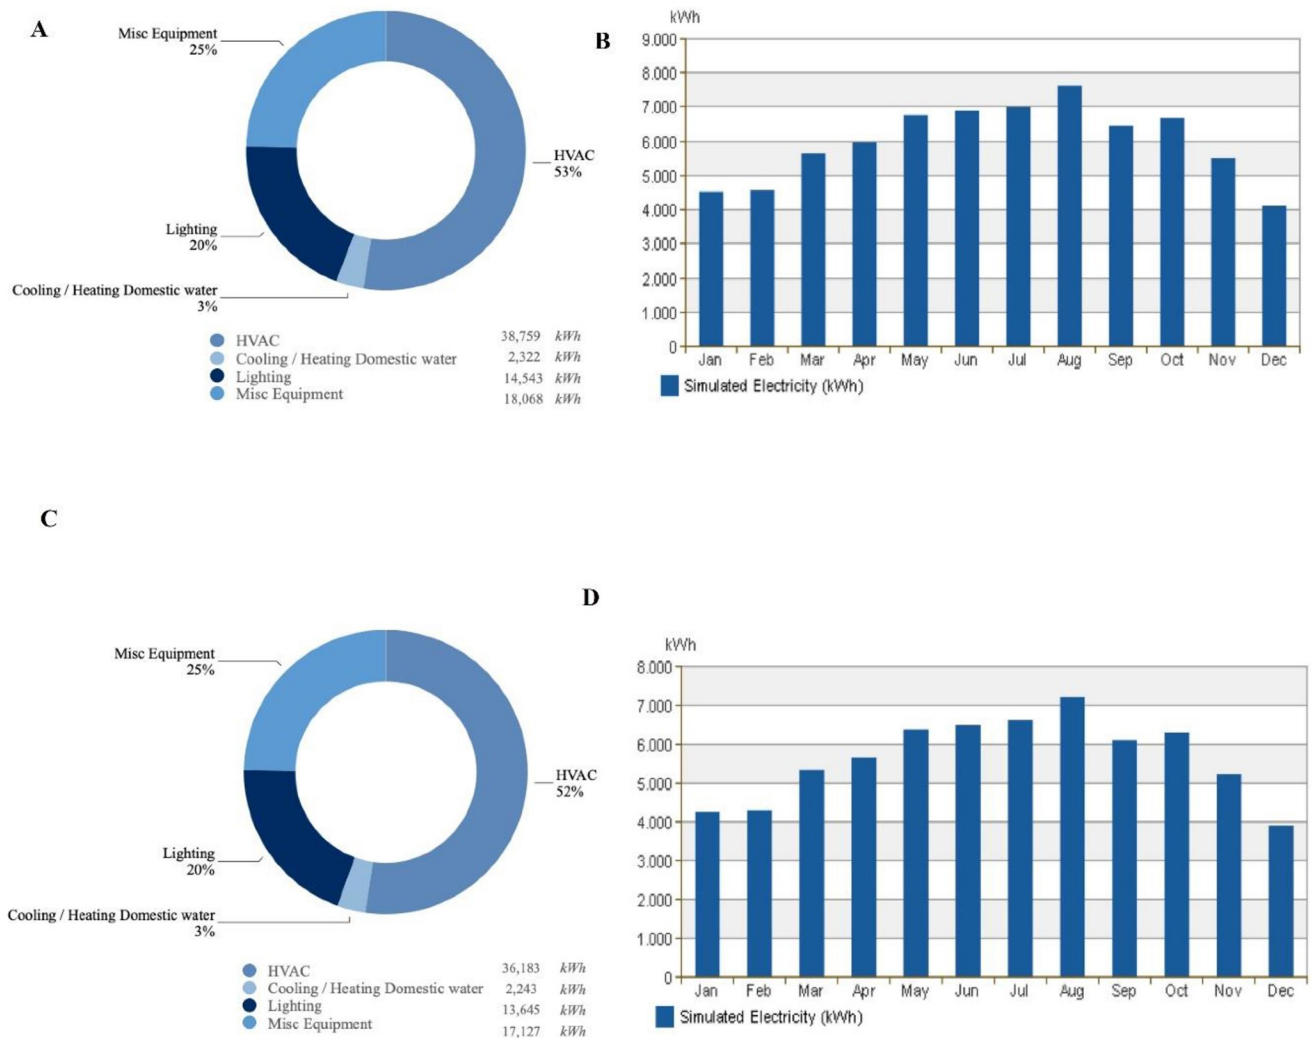 A
Misc Equipment
25%
HVAC
53%
Lighting
20%
Cooling / Heating Domestic water
3%
HVAC 38,759 kWh
Cooling / Heating Domestic water 2,322 kWh
Lighting 14,543 kWh
Misc Equipment 18,068 kWh
B
kWh
9.000
8.000
7.000
6.000
5.000
4.000
3.000
2.000
1.000
0
Jan Feb Mar Apr May Jun Jul Aug Sep Oct Nov Dec
Simulated Electricity (kWh)
C
Misc Equipment
25%
HVAC
52%
Lighting
20%
Cooling / Heating Domestic water
3%
HVAC 36,183 kWh
Cooling / Heating Domestic water 2,243 kWh
Lighting 13,645 kWh
Misc Equipment 17,127 kWh
D
kWh
8.000
7.000
6.000
5.000
4.000
3.000
2.000
1.000
0
Jan Feb Mar Apr May Jun Jul Aug Sep Oct Nov Dec
Simulated Electricity (kWh)